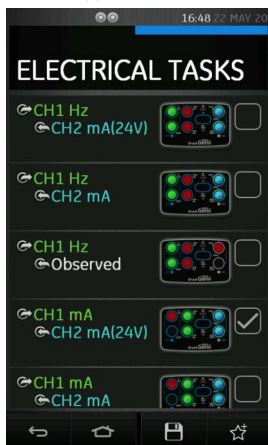 16:48 22 MAY 20
ELECTRICAL TASKS
CH1 Hz
CH2 mA(24V)
CH1 Hz
CH2 mA
CH1 Hz
Observed
CH1 mA
CH2 mA(24V)
CH1 mA
CH2 mA